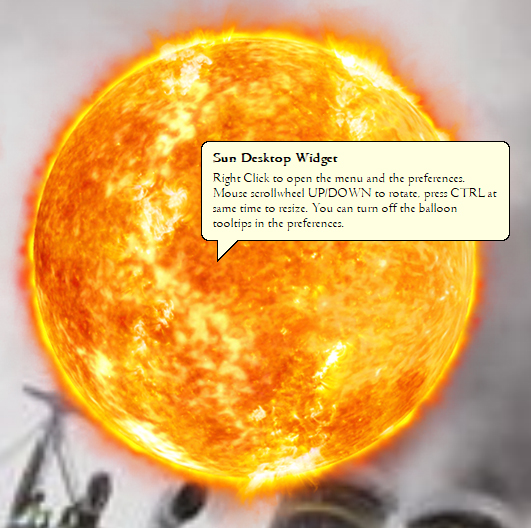 Sun Desktop Widget
Right Click to open the menu and the preferences.
Mouse scrollwheel UP/DOWN to rotate, press CTRL at
same time to resize. You can turn off the balloon
tooltips in the preferences.